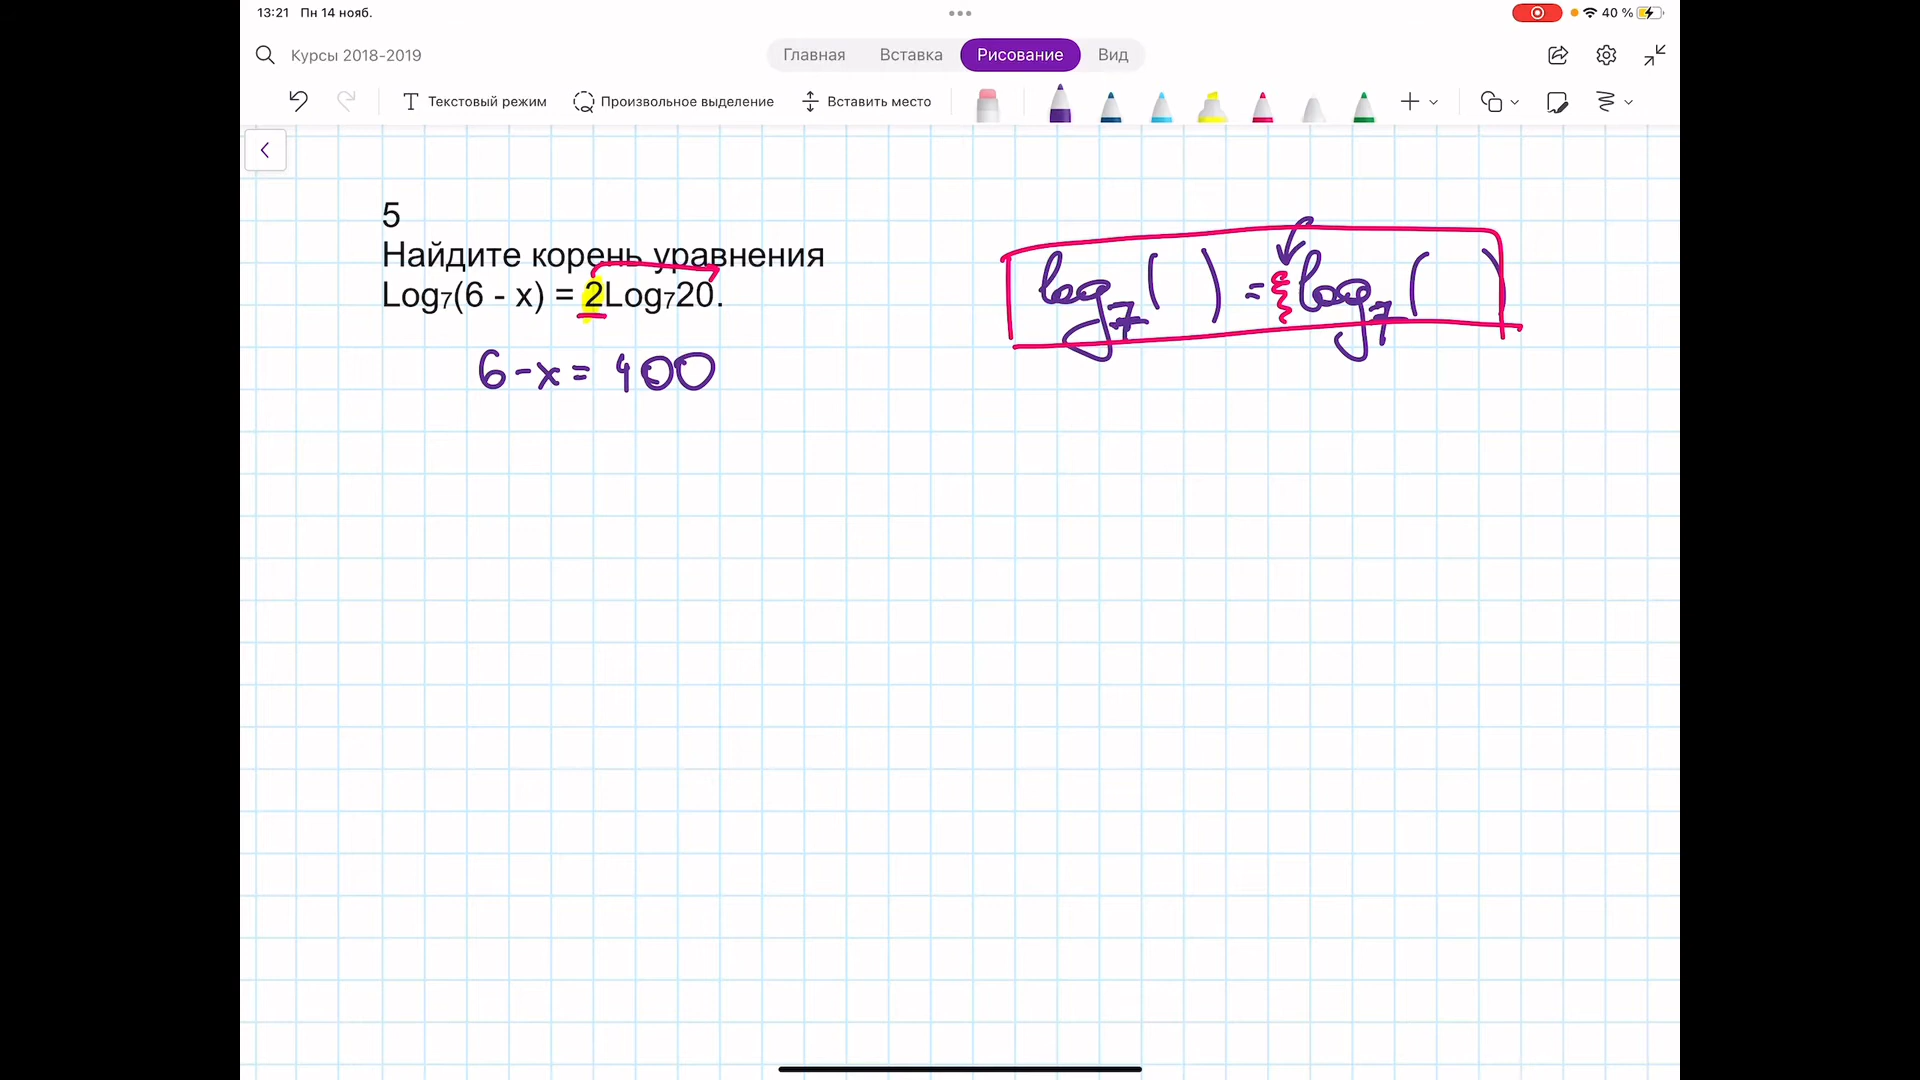 13:21 Пн 14 нояб.
40 %
Курсы 2018-2019
Главная Вставка Рисование Вид
Текстовый режим Произвольное выделение Вставить место
5
Найдите корень уравнения
Log₇(6 - x) = 2Log₇20.
log₇( ) = log₇( )
6-x = 400